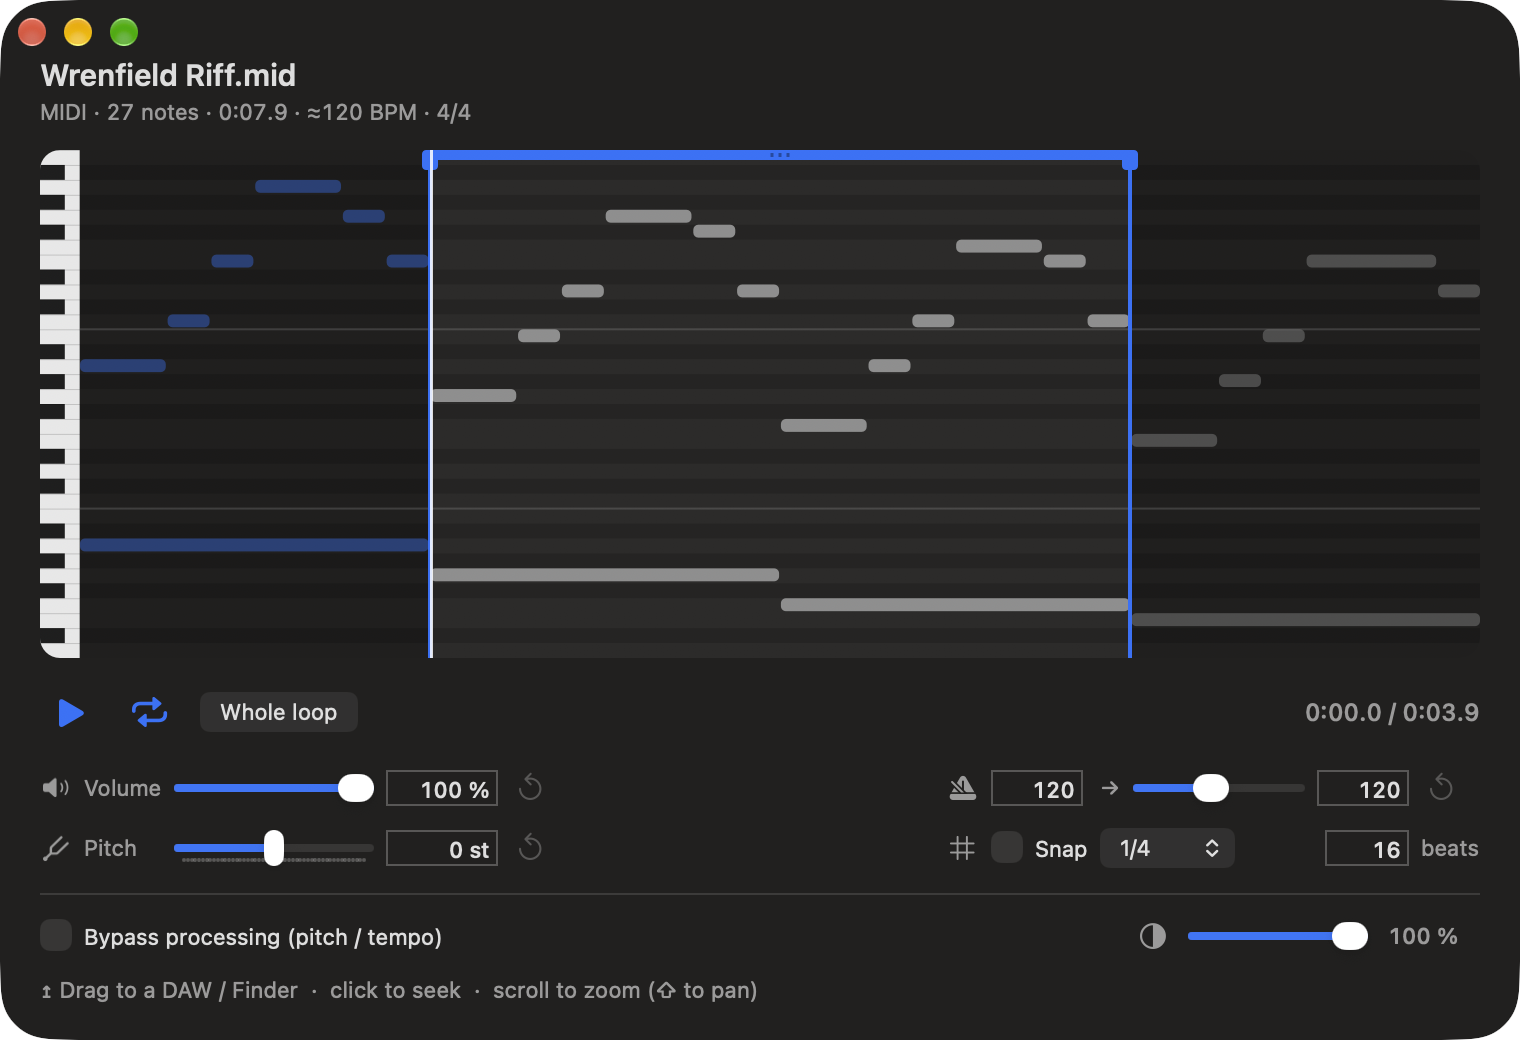 Wrenfield Riff.mid
MIDI · 27 notes · 0:07.9 · ≈120 BPM · 4/4
Whole loop
0:00.0 / 0:03.9
Volume 100 % 120 → 120
Pitch 0 st Snap 1/4 16 beats
Bypass processing (pitch / tempo) 100 %
↥ Drag to a DAW / Finder · click to seek · scroll to zoom (⇧ to pan)